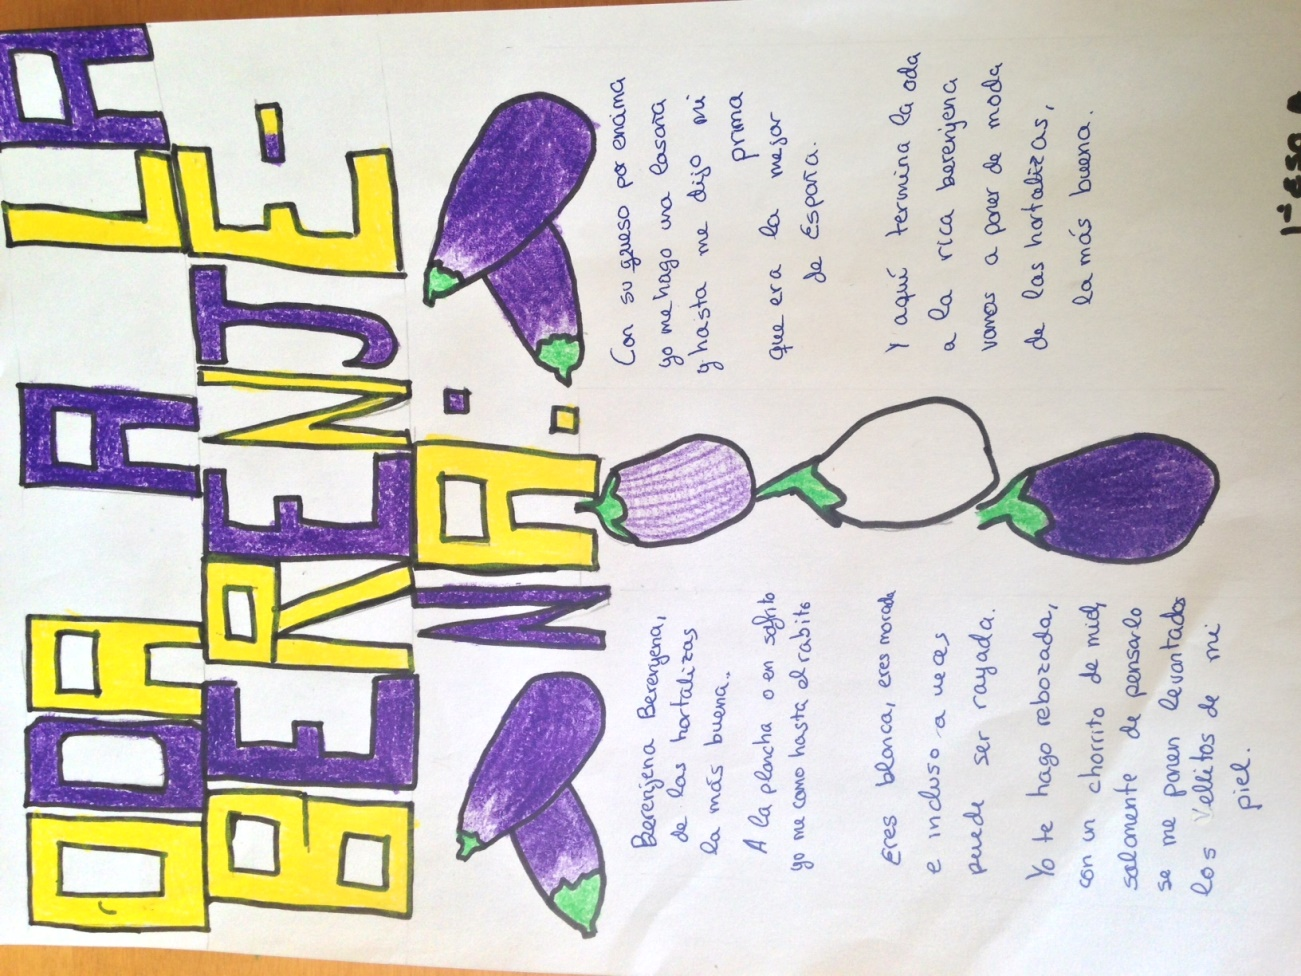 ODA A LA
BERENJE-
NA:
Berenjena Berenjena,
de las hortalizas
la más buena..
A la plancha o en sofrito
yo me como hasta el rabito
Eres blanca, eres morada
e incluso a veces
puede ser rayada.
Yo te hago rebozada,
con un chorrito de miel,
solamente de pensarlo
se me ponen levantados
los vellitos de mi
piel.
Con su queso por encima
yo me hago una lasaña
y hasta me dijo mi
prima
que era la mejor
de España.
Y aquí termina la oda
a la rica berenjena
vamos a poner de moda
de las hortalizas,
la más buena.
1º ESO A